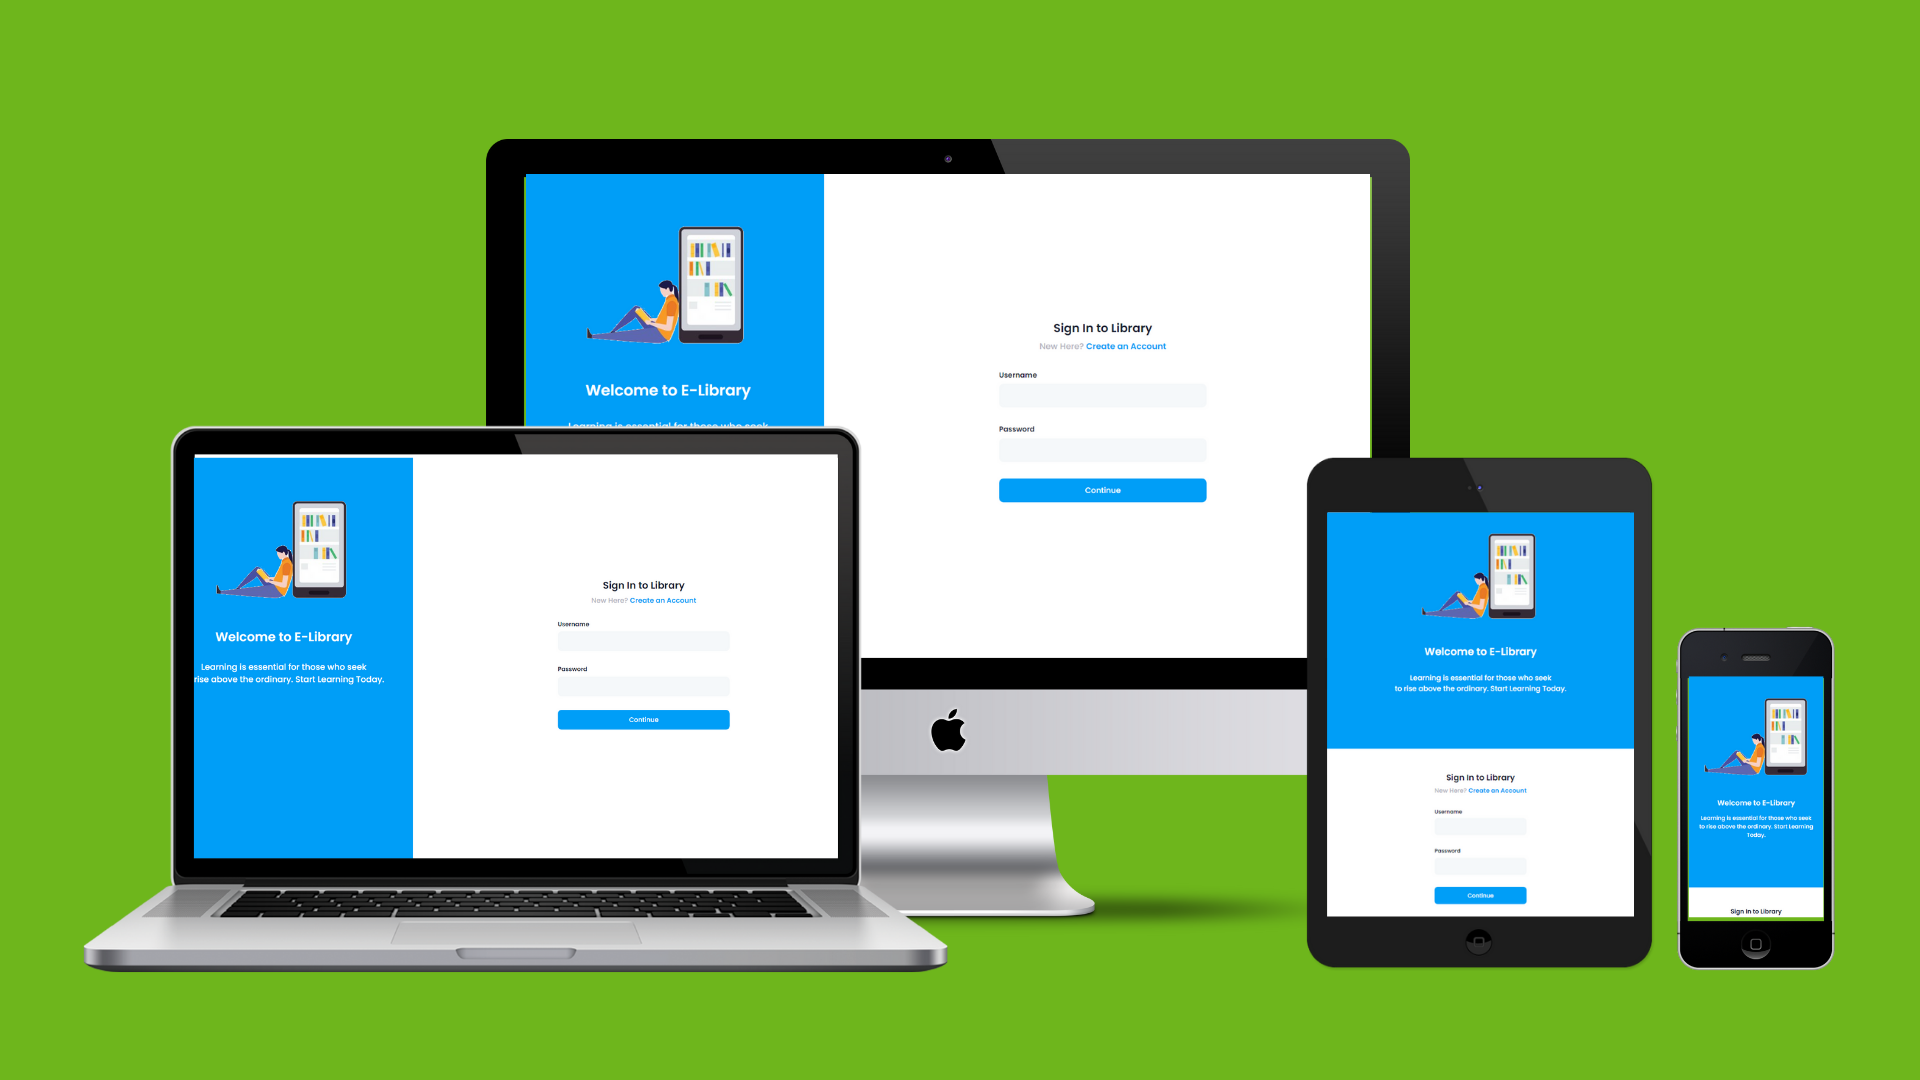 Welcome to E-Library
Learning is essential for those who seek
Sign In to Library
New Here? Create an Account
Username
Password
Continue
Welcome to E-Library
Learning is essential for those who seek
rise above the ordinary. Start Learning Today.
Sign In to Library
New Here? Create an Account
Username
Password
Continue
Welcome to E-Library
Learning is essential for those who seek
to rise above the ordinary. Start Learning Today.
Sign In to Library
New Here? Create an Account
Username
Password
Continue
Welcome to E-Library
Learning is essential for those who seek
to rise above the ordinary. Start Learning
Today.
Sign In to Library